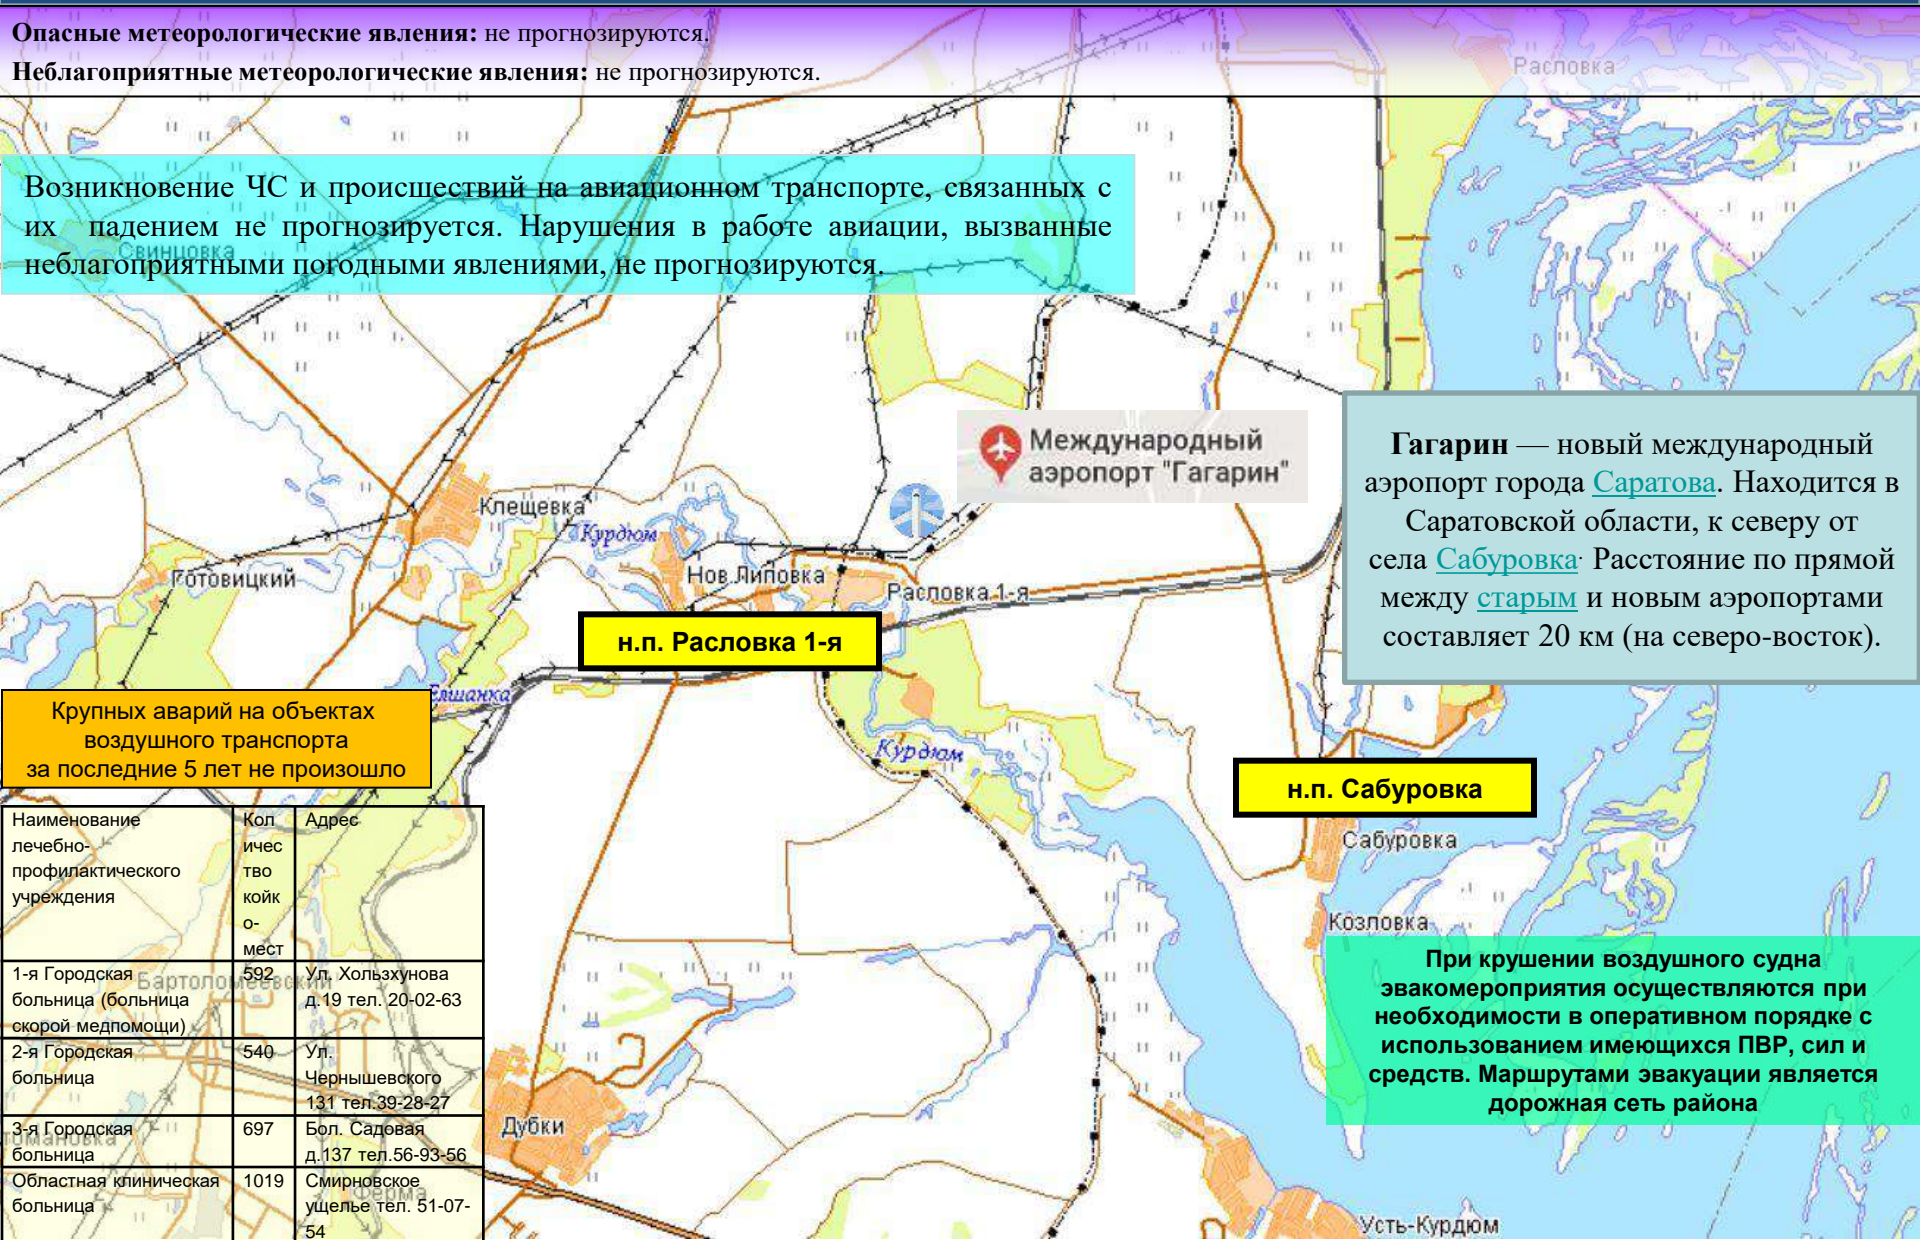 Опасные метеорологические явления: не прогнозируются.
Неблагоприятные метеорологические явления: не прогнозируются.
Расловка
Возникновение ЧС и происшествий на авиационном транспорте, связанных с
их падением не прогнозируется. Нарушения в работе авиации, вызванные
неблагоприятными погодными явлениями, не прогнозируются.
Свинцовка
Международный
аэропорт "Гагарин"
Гагарин — новый международный
аэропорт города Саратова. Находится в
Саратовской области, к северу от
села Сабуровка. Расстояние по прямой
между старым и новым аэропортами
составляет 20 км (на северо-восток).
Клещевка
Курдюм
Готовицкий
Нов.Липовка
Расловка 1-я
н.п. Расловка 1-я
Елшанка
Крупных аварий на объектах
воздушного транспорта
за последние 5 лет не произошло
Курдюм
н.п. Сабуровка
Сабуровка
Козловка
Наименование
лечебно-
профилактического
учреждения
Кол
ичес
тво
койк
о-
мест
Адрес
1-я Городская
больница (больница
скорой медпомощи)
592
Ул. Хользхунова
д.19 тел. 20-02-63
Бартоломеевский
2-я Городская
больница
540
Ул.
Чернышевского
131 тел.39-28-27
3-я Городская
больница
697
Бол. Садовая
д.137 тел.56-93-56
Областная клиническая
больница
1019
Смирновское
ущелье тел. 51-07-
54
Ферма
Дубки
При крушении воздушного судна
эвакомероприятия осуществляются при
необходимости в оперативном порядке с
использованием имеющихся ПВР, сил и
средств. Маршрутами эвакуации является
дорожная сеть района
Усть-Курдюм